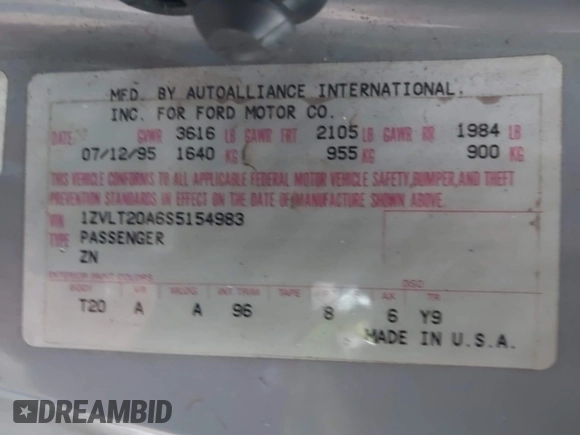 MFD. BY AUTOALLIANCE INTERNATIONAL.
INC. FOR FORD MOTOR CO.
DATE GVWR 3616 LB GAWR FRT 2105 LB GAWR RR 1984 LB
07/12/95 1640 KG 955 KG 900 KG
THIS VEHICLE CONFORMS TO ALL APPLICABLE FEDERAL MOTOR VEHICLE SAFETY, BUMPER, AND THEFT
PREVENTION STANDARDS IN EFFECT ON THE DATE OF MANUFACTURE SHOWN ABOVE.
VIN 1ZVLT20A6S5154983
TYPE PASSENGER
ZN
EXTERIOR PAINT COLORS DSO
BODY VR MLDG INT TRIM TAPE AX TR
T20 A A 96 8 6 Y9
MADE IN U.S.A.
DREAMBID